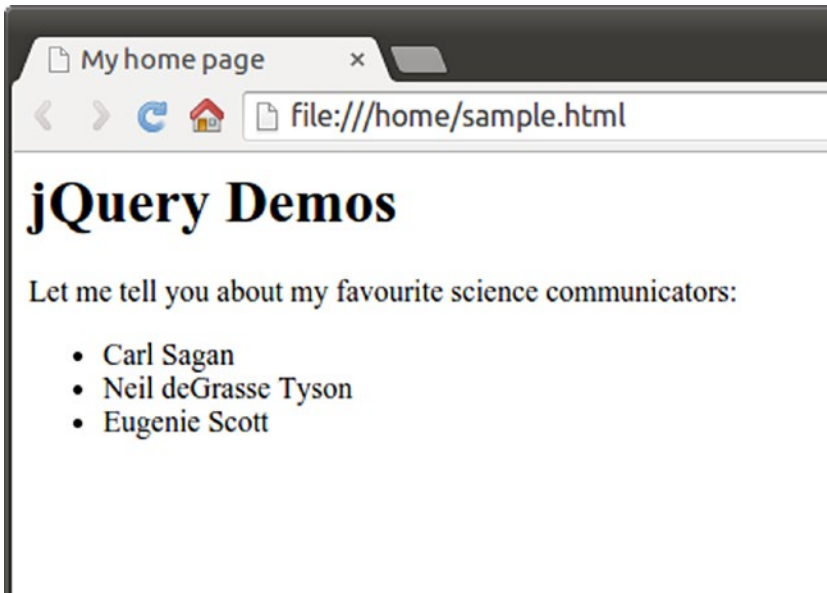 My home page
file:///home/sample.html
jQuery Demos
Let me tell you about my favourite science communicators:
• Carl Sagan
• Neil deGrasse Tyson
• Eugenie Scott